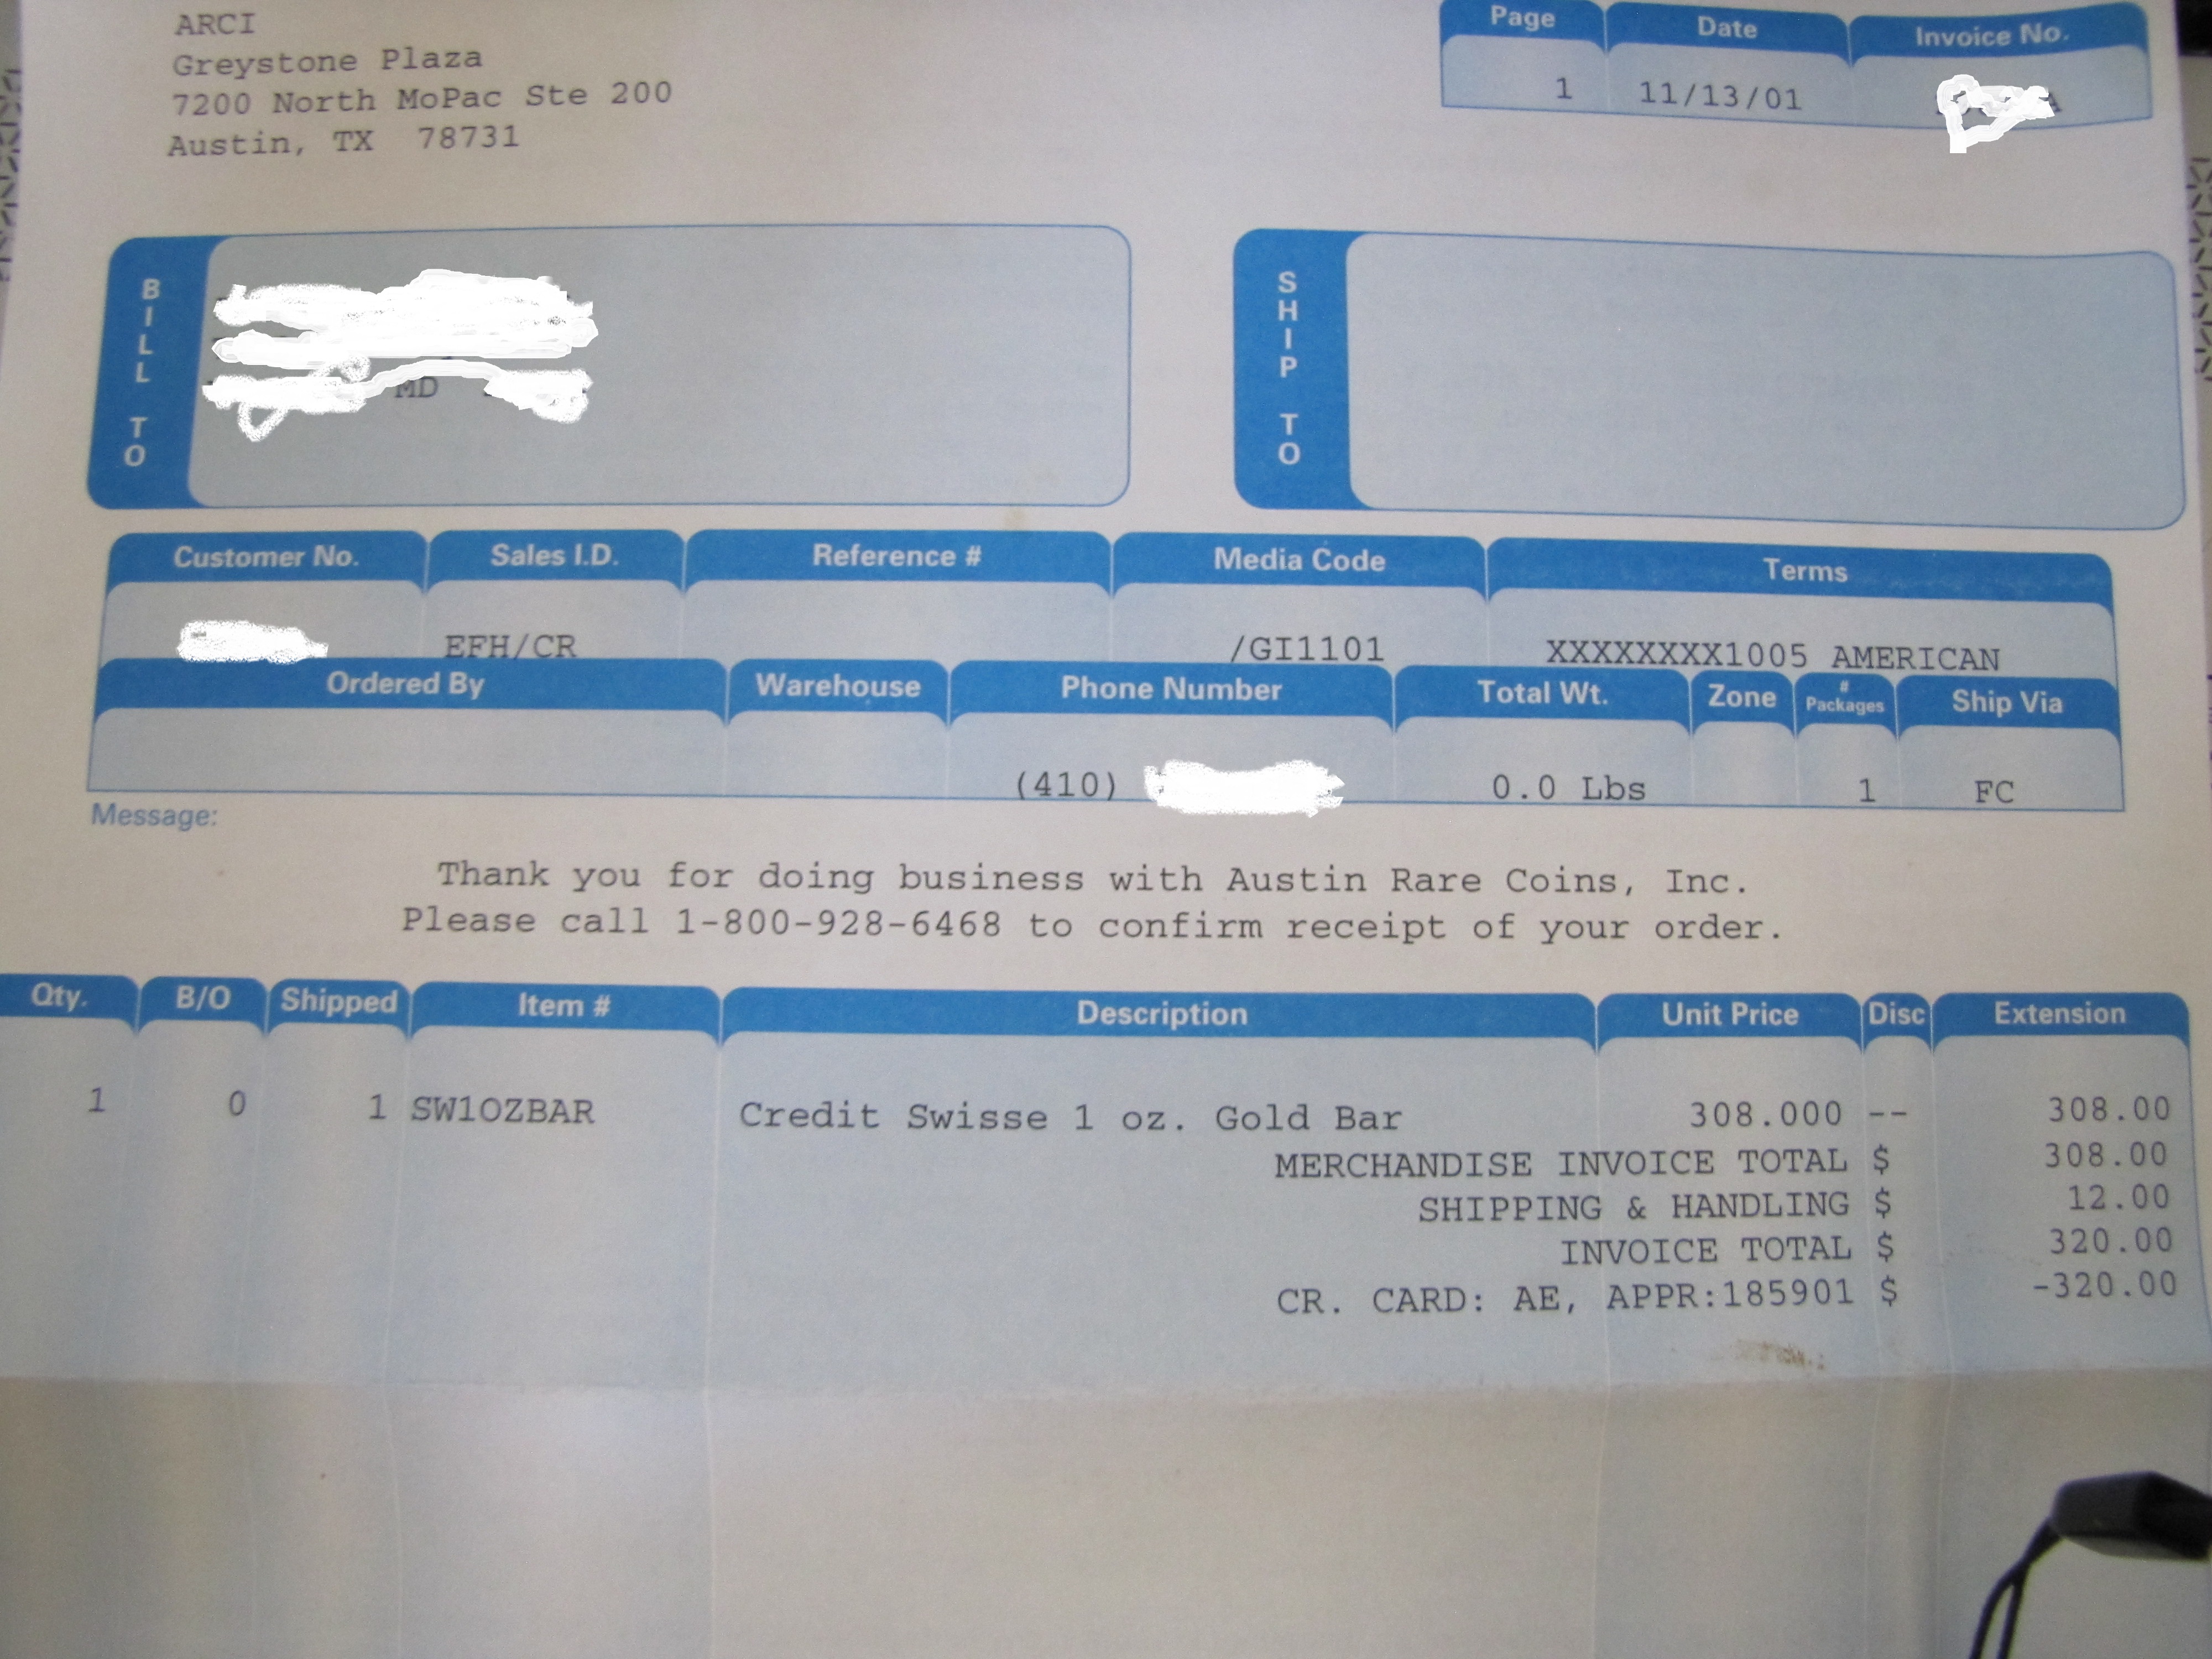 ARCI
Greystone Plaza
7200 North MoPac Ste 200
Austin, TX 78731
Page Date Invoice No.
1 11/13/01
BILL TO
MD
SHIP TO
Customer No. Sales I.D. Reference # Media Code Terms
EFH/CR /GI1101 XXXXXXXX1005 AMERICAN
Ordered By Warehouse Phone Number Total Wt. Zone # Packages Ship Via
(410) 0.0 Lbs 1 FC
Message:
Thank you for doing business with Austin Rare Coins, Inc.
Please call 1-800-928-6468 to confirm receipt of your order.
Qty. B/O Shipped Item # Description Unit Price Disc Extension
1 0 1 SW1OZBAR Credit Swisse 1 oz. Gold Bar 308.000 -- 308.00
MERCHANDISE INVOICE TOTAL $ 308.00
SHIPPING & HANDLING $ 12.00
INVOICE TOTAL $ 320.00
CR. CARD: AE, APPR:185901 $ -320.00